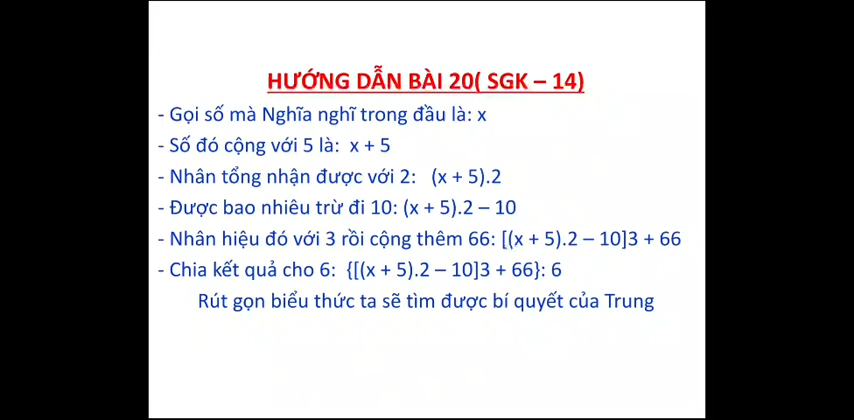 HƯỚNG DẪN BÀI 20( SGK – 14)
- Gọi số mà Nghĩa nghĩ trong đầu là: x
- Số đó cộng với 5 là: x + 5
- Nhân tổng nhận được với 2: (x + 5).2
- Được bao nhiêu trừ đi 10: (x + 5).2 – 10
- Nhân hiệu đó với 3 rồi cộng thêm 66: [(x + 5).2 – 10]3 + 66
- Chia kết quả cho 6: {[(x + 5).2 – 10]3 + 66}: 6
Rút gọn biểu thức ta sẽ tìm được bí quyết của Trung